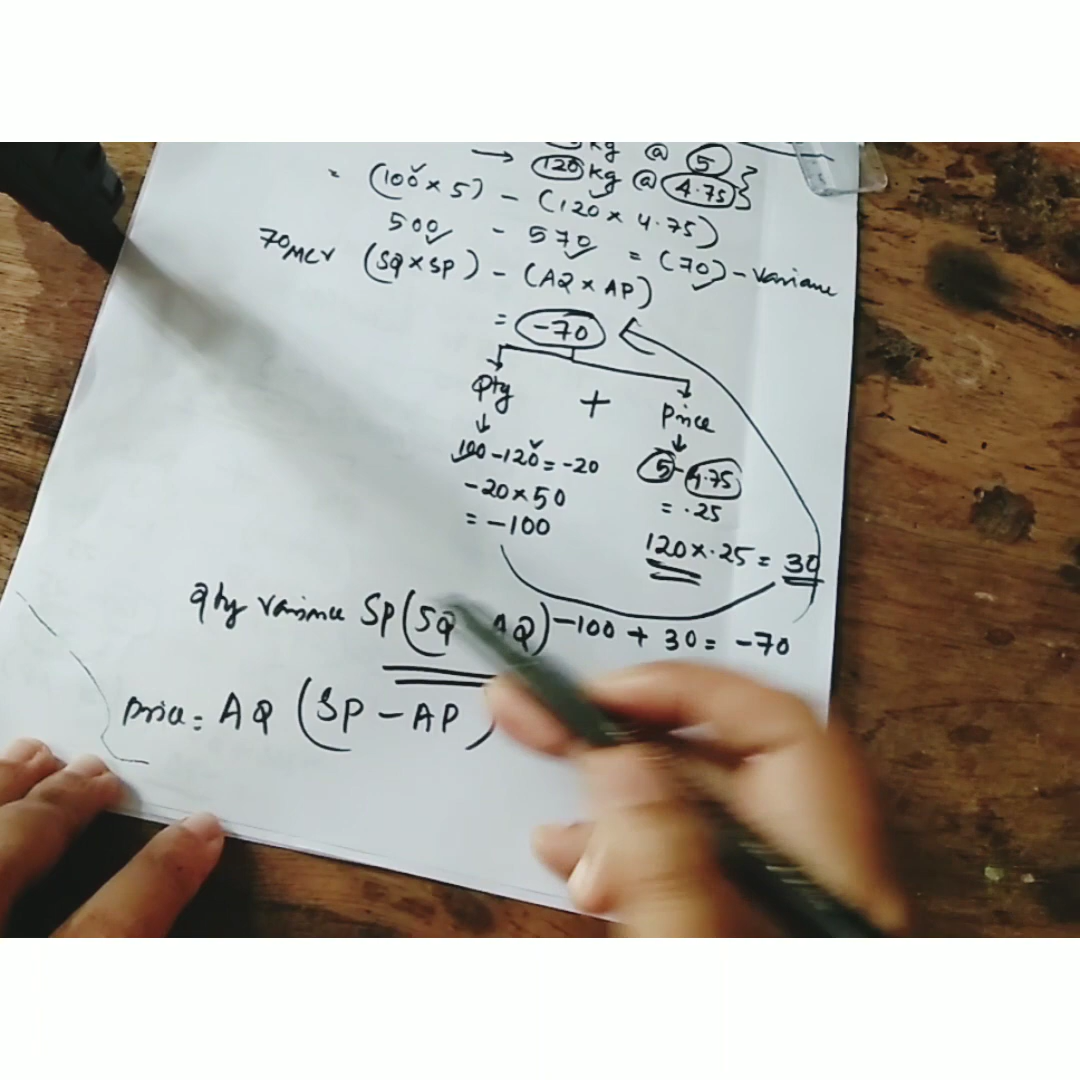 kg @ 5
→ 120 kg @ 4.75 }
= (100 × 5) - (120 × 4.75)
500 - 570 = (70) - Variance
70 MCV (SQ × SP) - (AQ × AP)
= -70
Qty + Price
100-120 = -20
-20×50
= -100
5-4.75
= .25
120×.25 = 30
Qty variance SP(SQ AQ)
-100 + 30 = -70
Price = AQ (SP - AP)